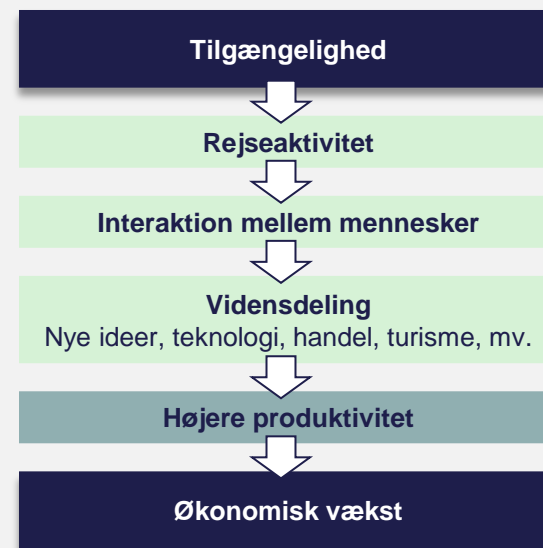 Tilgængelighed
Rejseaktivitet
Interaktion mellem mennesker
Vidensdeling
Nye ideer, teknologi, handel, turisme, mv.
Højere produktivitet
Økonomisk vækst